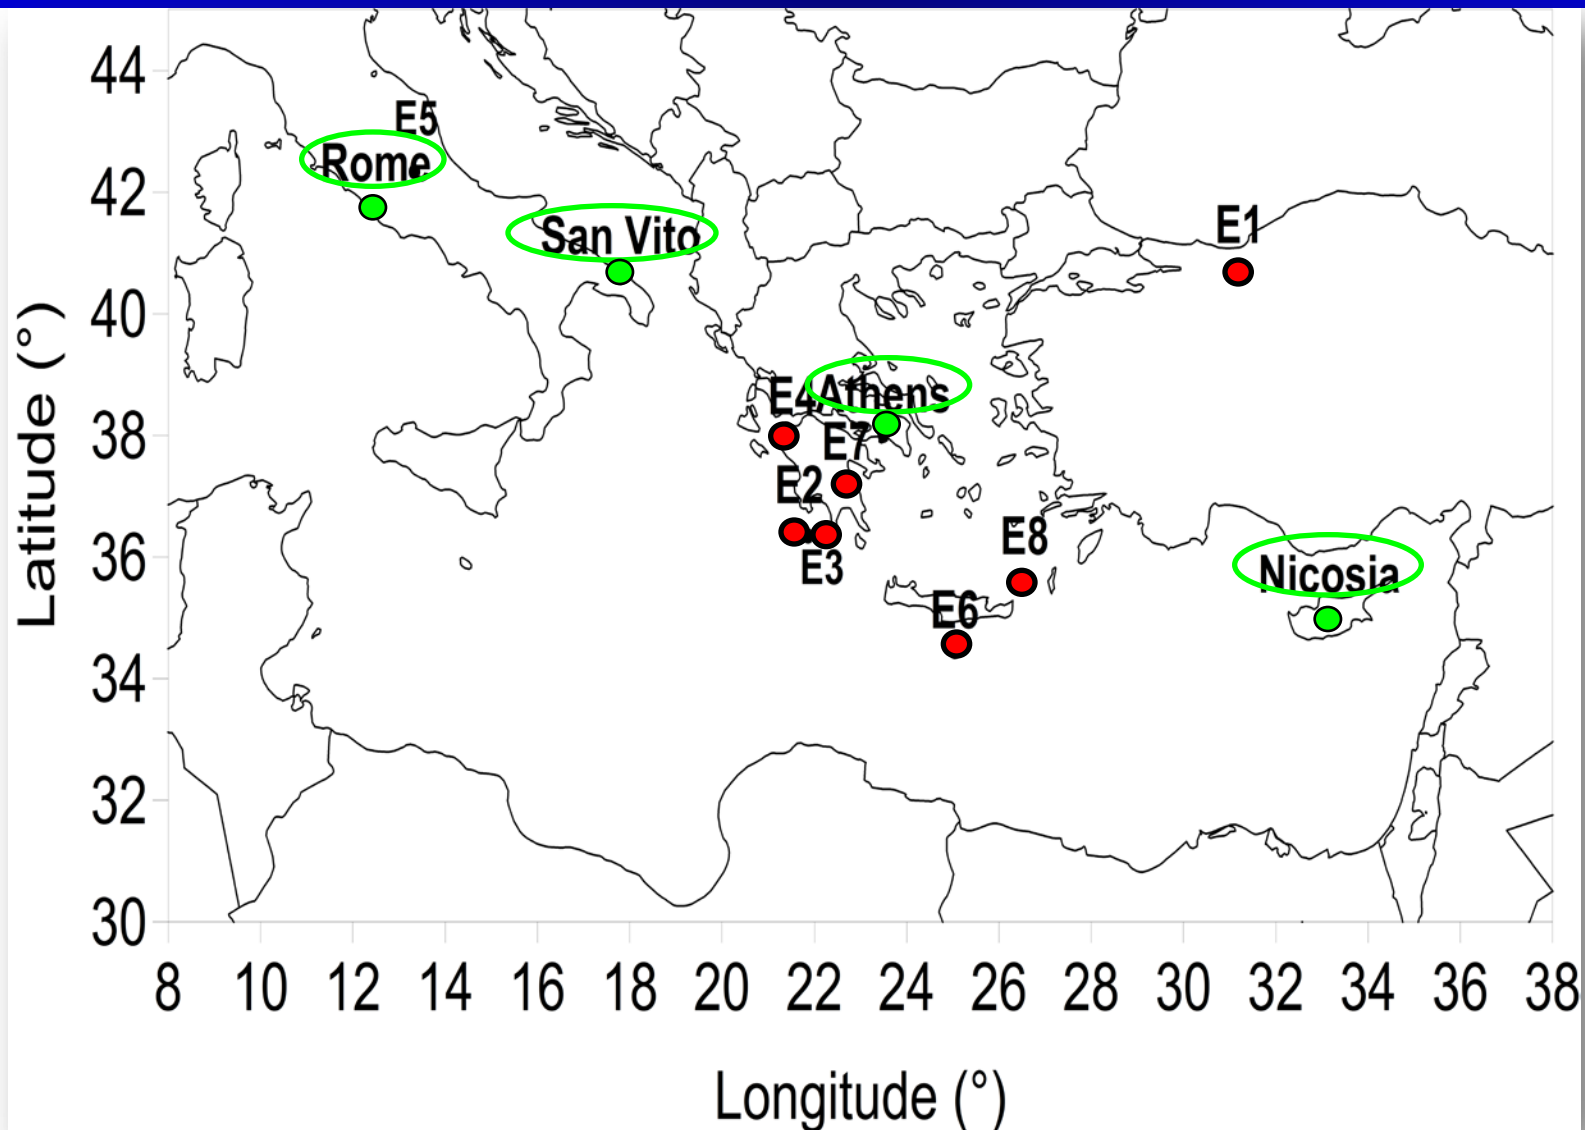 44
E5
Rome
42
San Vito
E1
40
Latitude (°)
E4
Athens
38
E7
E2
36
E3
E8
Nicosia
E6
34
32
30
8 10 12 14 16 18 20 22 24 26 28 30 32 34 36 38
Longitude (°)